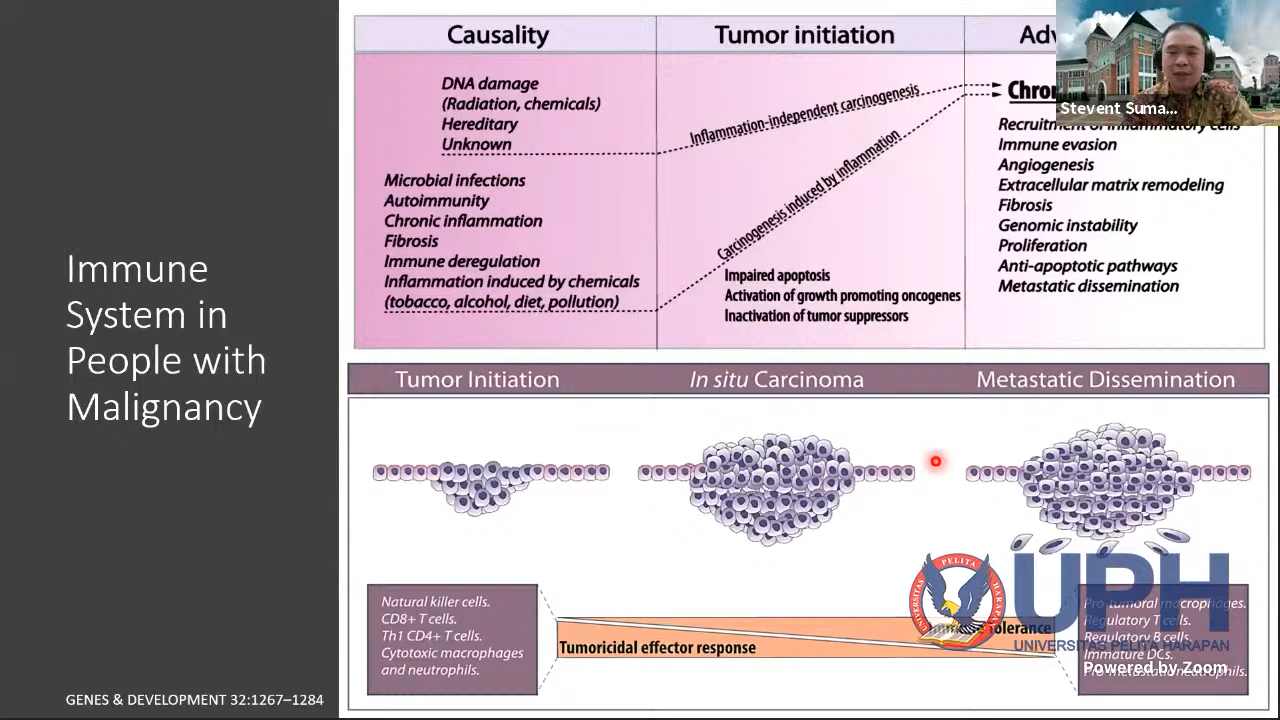 Immune
System in
People with
Malignancy
GENES & DEVELOPMENT 32:1267–1284
Causality
Tumor initiation
DNA damage
(Radiation, chemicals)
Hereditary
Unknown
Microbial infections
Autoimmunity
Chronic inflammation
Fibrosis
Immune deregulation
Inflammation induced by chemicals
(tobacco, alcohol, diet, pollution)
Inflammation-independent carcinogenesis
Carcinogenesis induced by inflammation
Impaired apoptosis
Activation of growth promoting oncogenes
Inactivation of tumor suppressors
Stevent Suma...
Recruitment of inflammatory cells
Immune evasion
Angiogenesis
Extracellular matrix remodeling
Fibrosis
Genomic instability
Proliferation
Anti-apoptotic pathways
Metastatic dissemination
Tumor Initiation
In situ Carcinoma
Metastatic Dissemination
Natural killer cells.
CD8+ T cells.
Th1 CD4+ T cells.
Cytotoxic macrophages
and neutrophils.
Tumoricidal effector response
Tolerance
Pro-tumoral macrophages.
Regulatory T cells.
Regulatory B cells.
Immature DCs.
Pro-metastatic neutrophils.
PELITA
UNIVERSITAS HARAPAN
UPH
UNIVERSITAS PELITA HARAPAN
Powered by Zoom